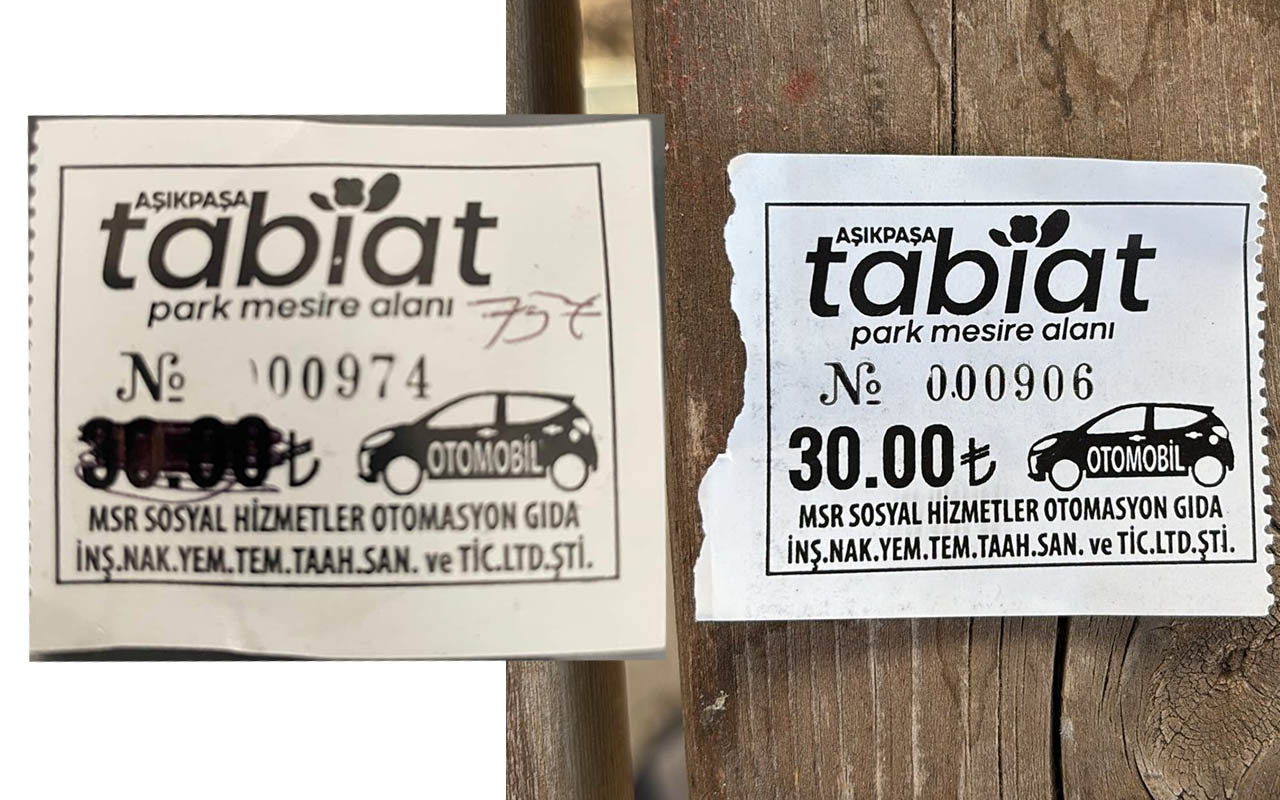 AŞIKPAŞA
tabiat
park mesire alanı
75₺
№ 000974
30.00₺
OTOMOBİL
MSR SOSYAL HİZMETLER OTOMASYON GIDA
İNŞ.NAK.YEM.TEM.TAAH.SAN. ve TİC.LTD.ŞTİ.
AŞIKPAŞA
tabiat
park mesire alanı
№ 000906
30.00₺
OTOMOBİL
MSR SOSYAL HİZMETLER OTOMASYON GIDA
İNŞ.NAK.YEM.TEM.TAAH.SAN. ve TİC.LTD.ŞTİ.